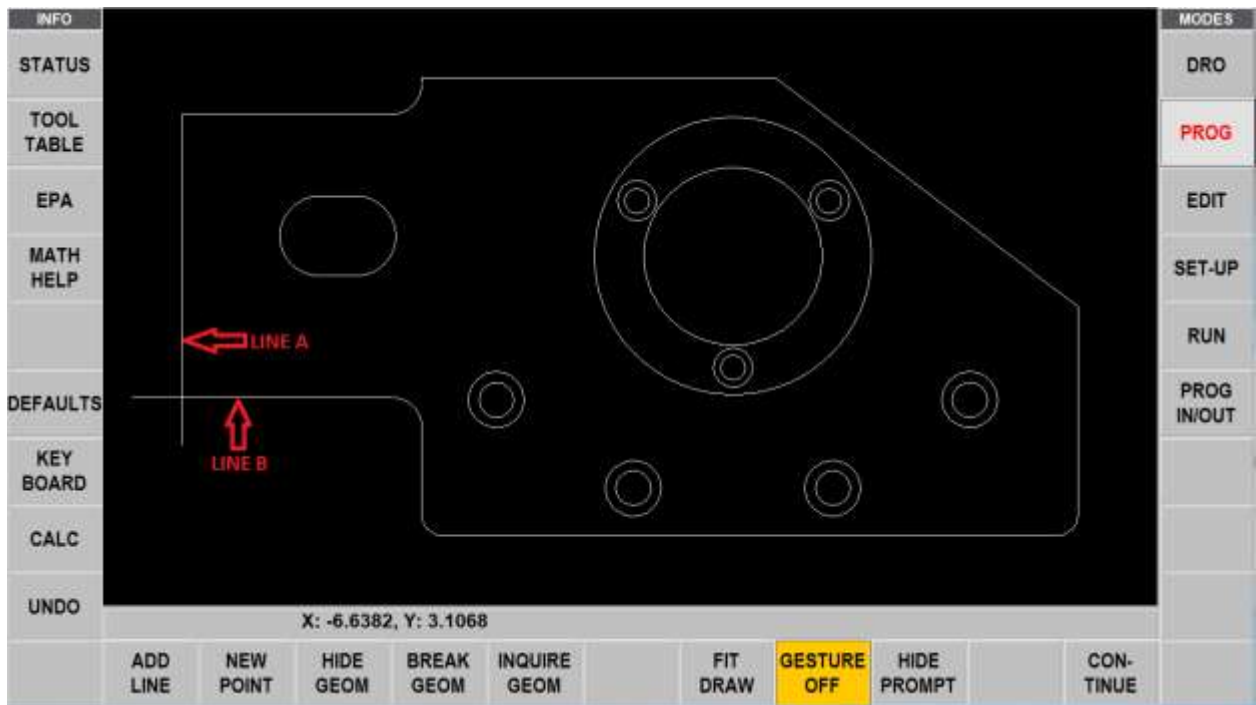 INFO
STATUS
TOOL
TABLE
EPA
MATH
HELP
DEFAULTS
KEY
BOARD
CALC
UNDO
LINE A
LINE B
X: -6.6382, Y: 3.1068
ADD
LINE
NEW
POINT
HIDE
GEOM
BREAK
GEOM
INQUIRE
GEOM
FIT
DRAW
GESTURE
OFF
HIDE
PROMPT
CON-
TINUE
MODES
DRO
PROG
EDIT
SET-UP
RUN
PROG
IN/OUT